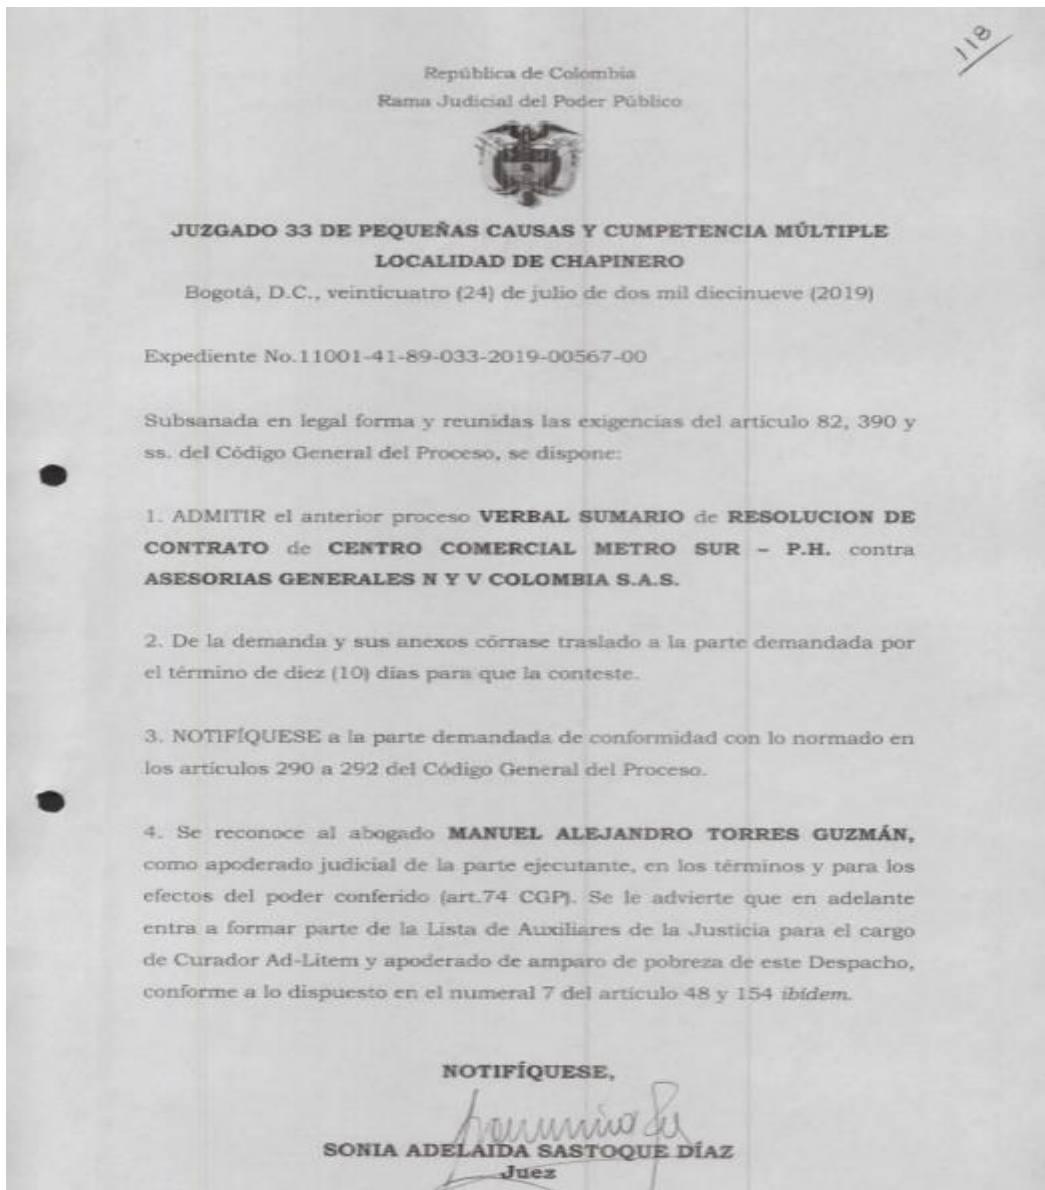 118
República de Colombia
Rama Judicial del Poder Público
JUZGADO 33 DE PEQUEÑAS CAUSAS Y CUMPETENCIA MÚLTIPLE
LOCALIDAD DE CHAPINERO
Bogotá, D.C., veinticuatro (24) de julio de dos mil diecinueve (2019)
Expediente No.11001-41-89-033-2019-00567-00
Subsanada en legal forma y reunidas las exigencias del artículo 82, 390 y
ss. del Código General del Proceso, se dispone:
1. ADMITIR el anterior proceso VERBAL SUMARIO de RESOLUCION DE
CONTRATO de CENTRO COMERCIAL METRO SUR – P.H. contra
ASESORIAS GENERALES N Y V COLOMBIA S.A.S.
2. De la demanda y sus anexos córrase traslado a la parte demandada por
el término de diez (10) días para que la conteste.
3. NOTIFÍQUESE a la parte demandada de conformidad con lo normado en
los artículos 290 a 292 del Código General del Proceso.
4. Se reconoce al abogado MANUEL ALEJANDRO TORRES GUZMÁN,
como apoderado judicial de la parte ejecutante, en los términos y para los
efectos del poder conferido (art.74 CGP). Se le advierte que en adelante
entra a formar parte de la Lista de Auxiliares de la Justicia para el cargo
de Curador Ad-Litem y apoderado de amparo de pobreza de este Despacho,
conforme a lo dispuesto en el numeral 7 del artículo 48 y 154 ibídem.
NOTIFÍQUESE,
SONIA ADELAIDA SASTOQUE DÍAZ
Juez